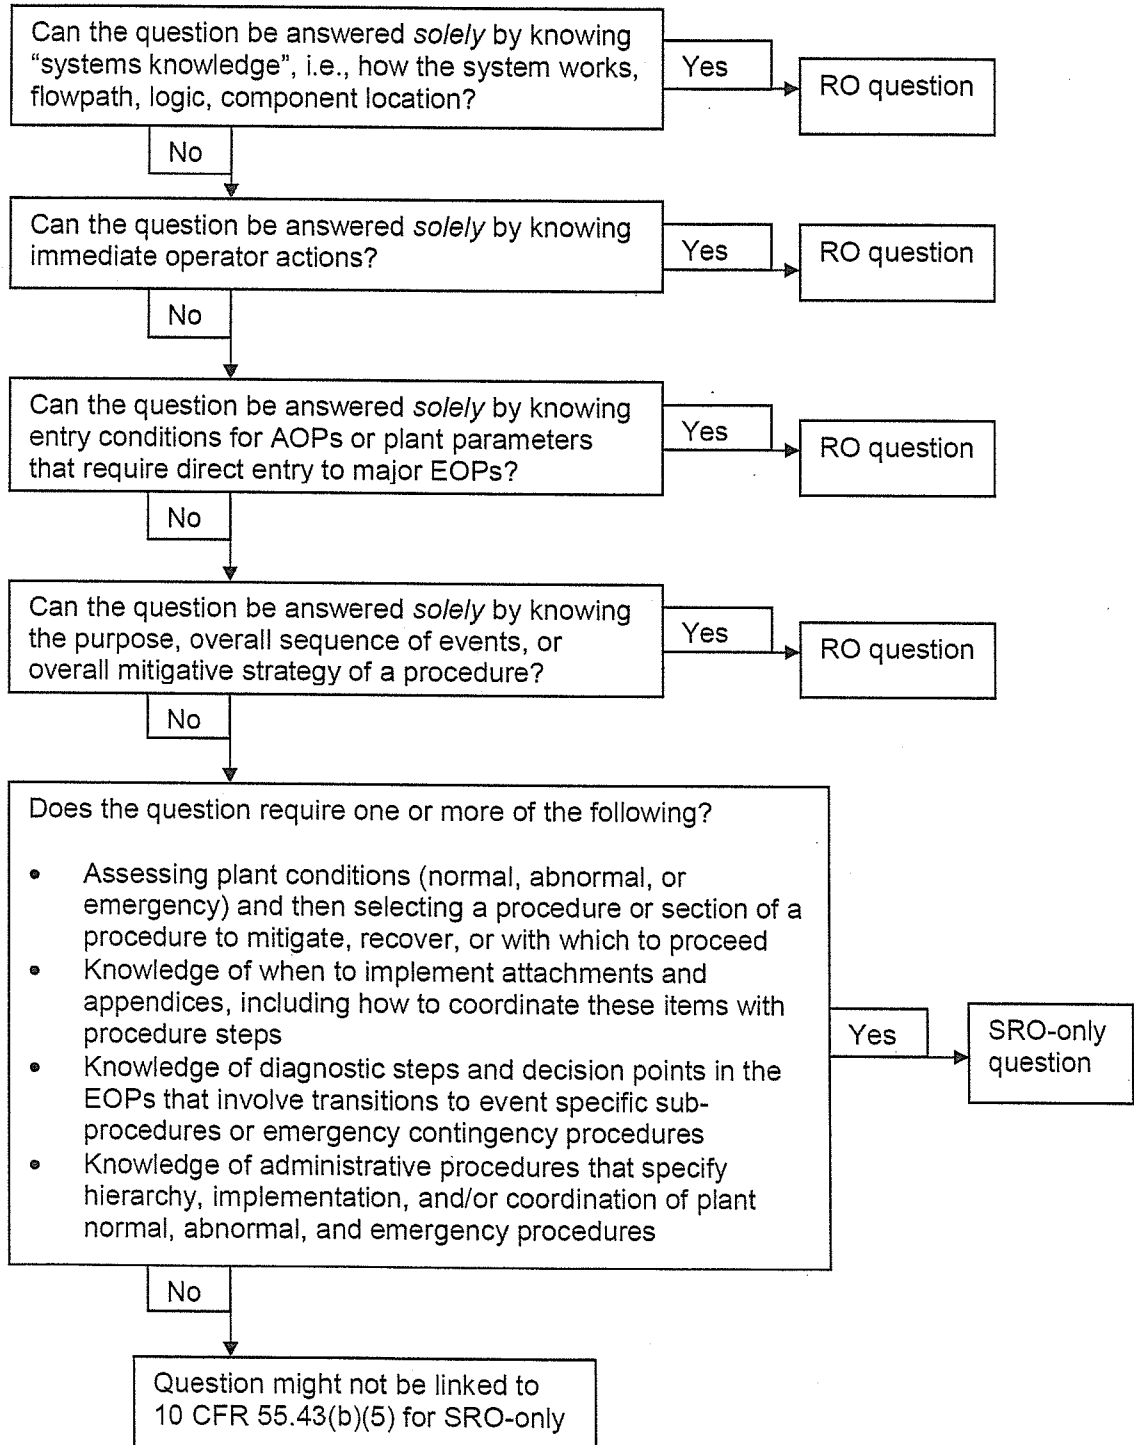 Can the question be answered solely by knowing
“systems knowledge”, i.e., how the system works,
flowpath, logic, component location?
Yes
RO question
No
Can the question be answered solely by knowing
immediate operator actions?
Yes
RO question
No
Can the question be answered solely by knowing
entry conditions for AOPs or plant parameters
that require direct entry to major EOPs?
Yes
RO question
No
Can the question be answered solely by knowing
the purpose, overall sequence of events, or
overall mitigative strategy of a procedure?
Yes
RO question
No
Does the question require one or more of the following?
• Assessing plant conditions (normal, abnormal, or
emergency) and then selecting a procedure or section of a
procedure to mitigate, recover, or with which to proceed
• Knowledge of when to implement attachments and
appendices, including how to coordinate these items with
procedure steps
• Knowledge of diagnostic steps and decision points in the
EOPs that involve transitions to event specific sub-
procedures or emergency contingency procedures
• Knowledge of administrative procedures that specify
hierarchy, implementation, and/or coordination of plant
normal, abnormal, and emergency procedures
Yes
SRO-only
question
No
Question might not be linked to
10 CFR 55.43(b)(5) for SRO-only